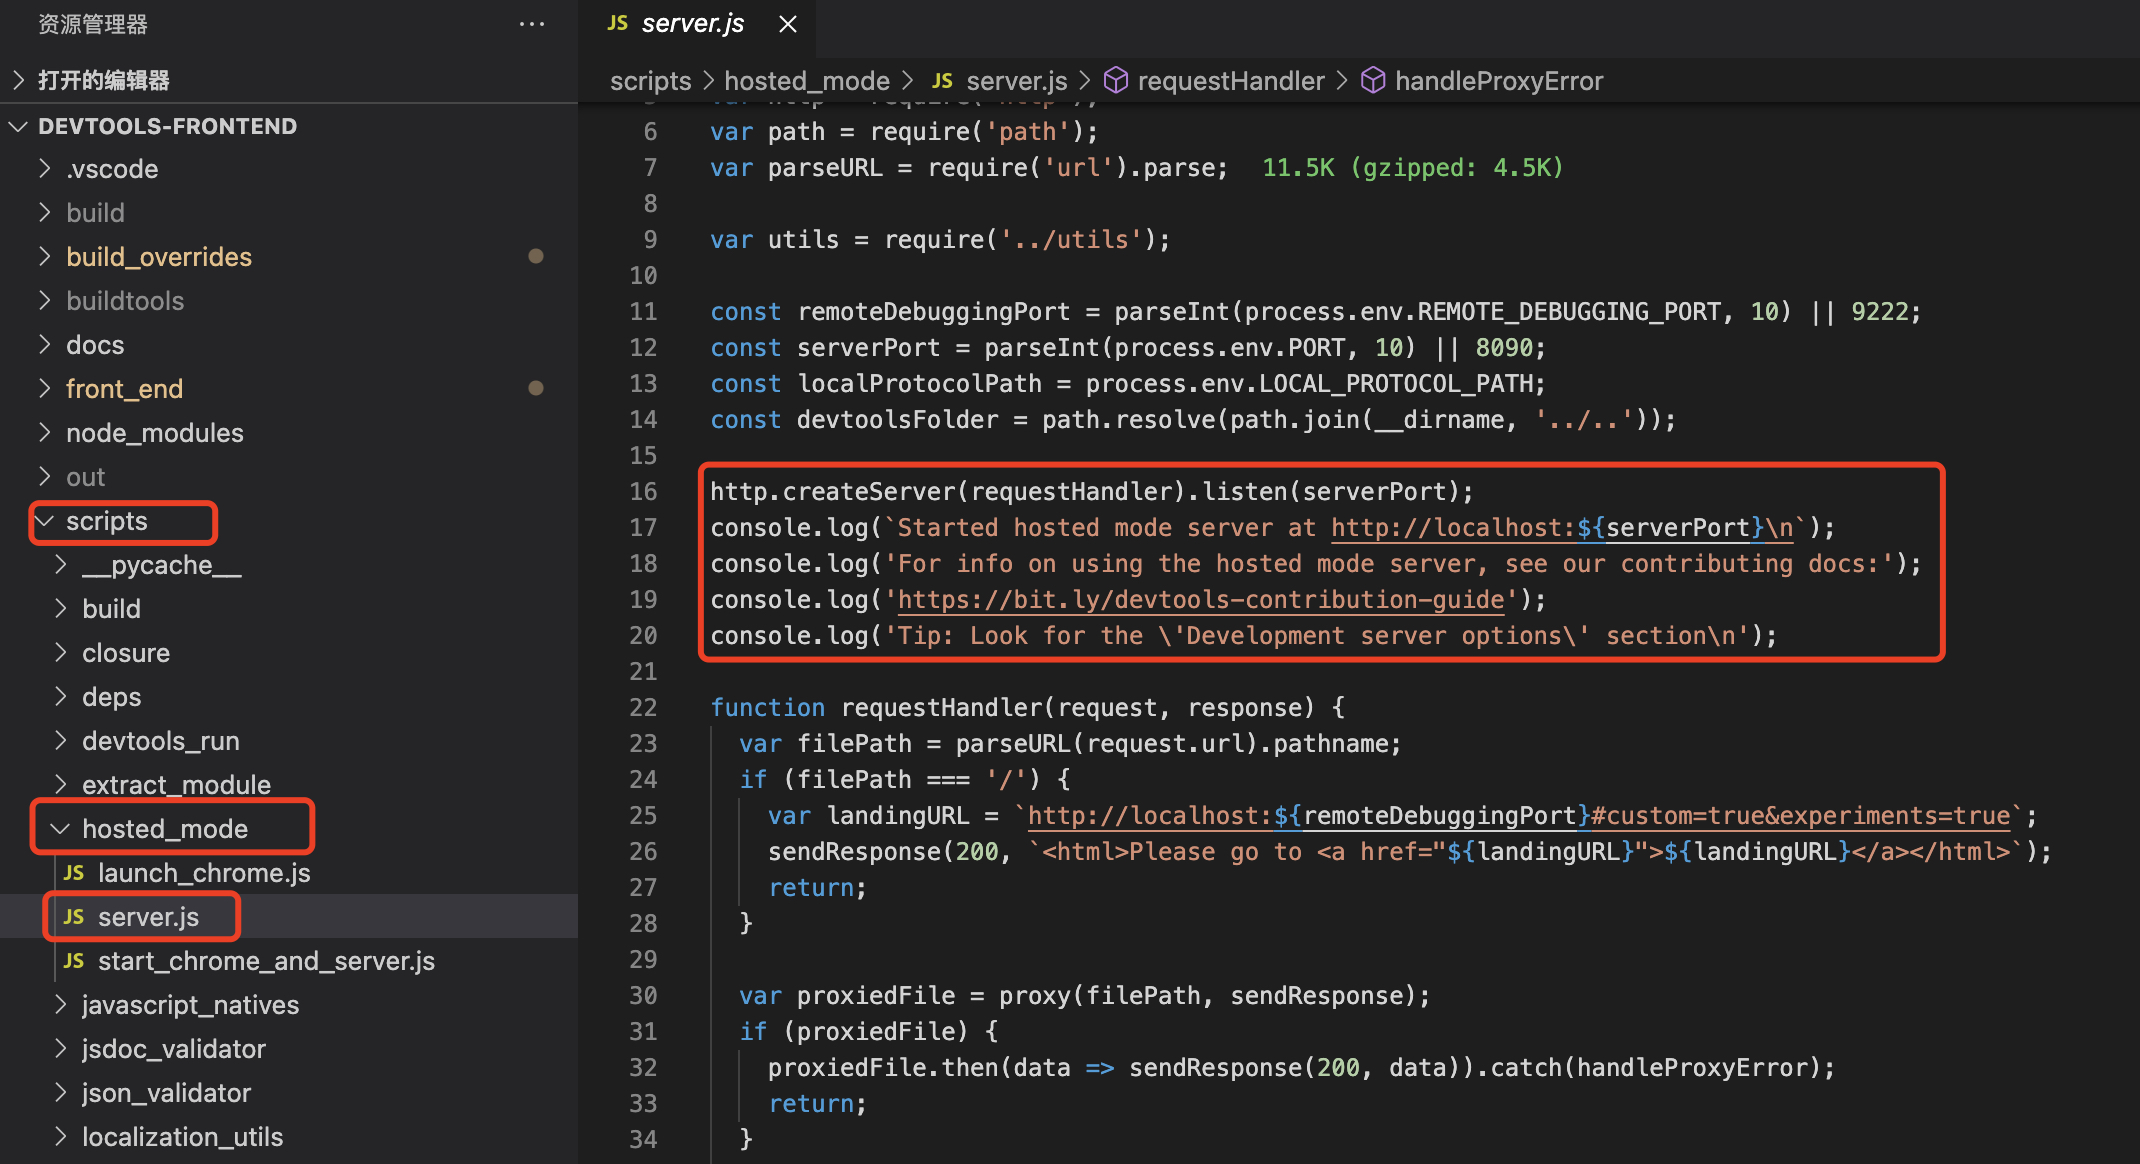 资源管理器
打开的编辑器
DEVTOOLS-FRONTEND
.vscode
build
build_overrides
buildtools
docs
front_end
node_modules
out
scripts
__pycache__
build
closure
deps
devtools_run
extract_module
hosted_mode
JS launch_chrome.js
JS server.js
JS start_chrome_and_server.js
javascript_natives
jsdoc_validator
json_validator
localization_utils
JS server.js
scripts > hosted_mode > JS server.js > requestHandler > handleProxyError
6 var path = require('path');
7 var parseURL = require('url').parse; 11.5K (gzipped: 4.5K)
8
9 var utils = require('../utils');
10
11 const remoteDebuggingPort = parseInt(process.env.REMOTE_DEBUGGING_PORT, 10) || 9222;
12 const serverPort = parseInt(process.env.PORT, 10) || 8090;
13 const localProtocolPath = process.env.LOCAL_PROTOCOL_PATH;
14 const devtoolsFolder = path.resolve(path.join(__dirname, '../..'));
15
16 http.createServer(requestHandler).listen(serverPort);
17 console.log(`Started hosted mode server at http://localhost:${serverPort}\n`);
18 console.log('For info on using the hosted mode server, see our contributing docs:');
19 console.log('https://bit.ly/devtools-contribution-guide');
20 console.log('Tip: Look for the \'Development server options\' section\n');
21
22 function requestHandler(request, response) {
23 var filePath = parseURL(request.url).pathname;
24 if (filePath === '/') {
25 var landingURL = `http://localhost:${remoteDebuggingPort}#custom=true&experiments=true`;
26 sendResponse(200, `<html>Please go to <a href="${landingURL}">${landingURL}</a></html>`);
27 return;
28 }
29
30 var proxiedFile = proxy(filePath, sendResponse);
31 if (proxiedFile) {
32 proxiedFile.then(data => sendResponse(200, data)).catch(handleProxyError);
33 return;
34 }